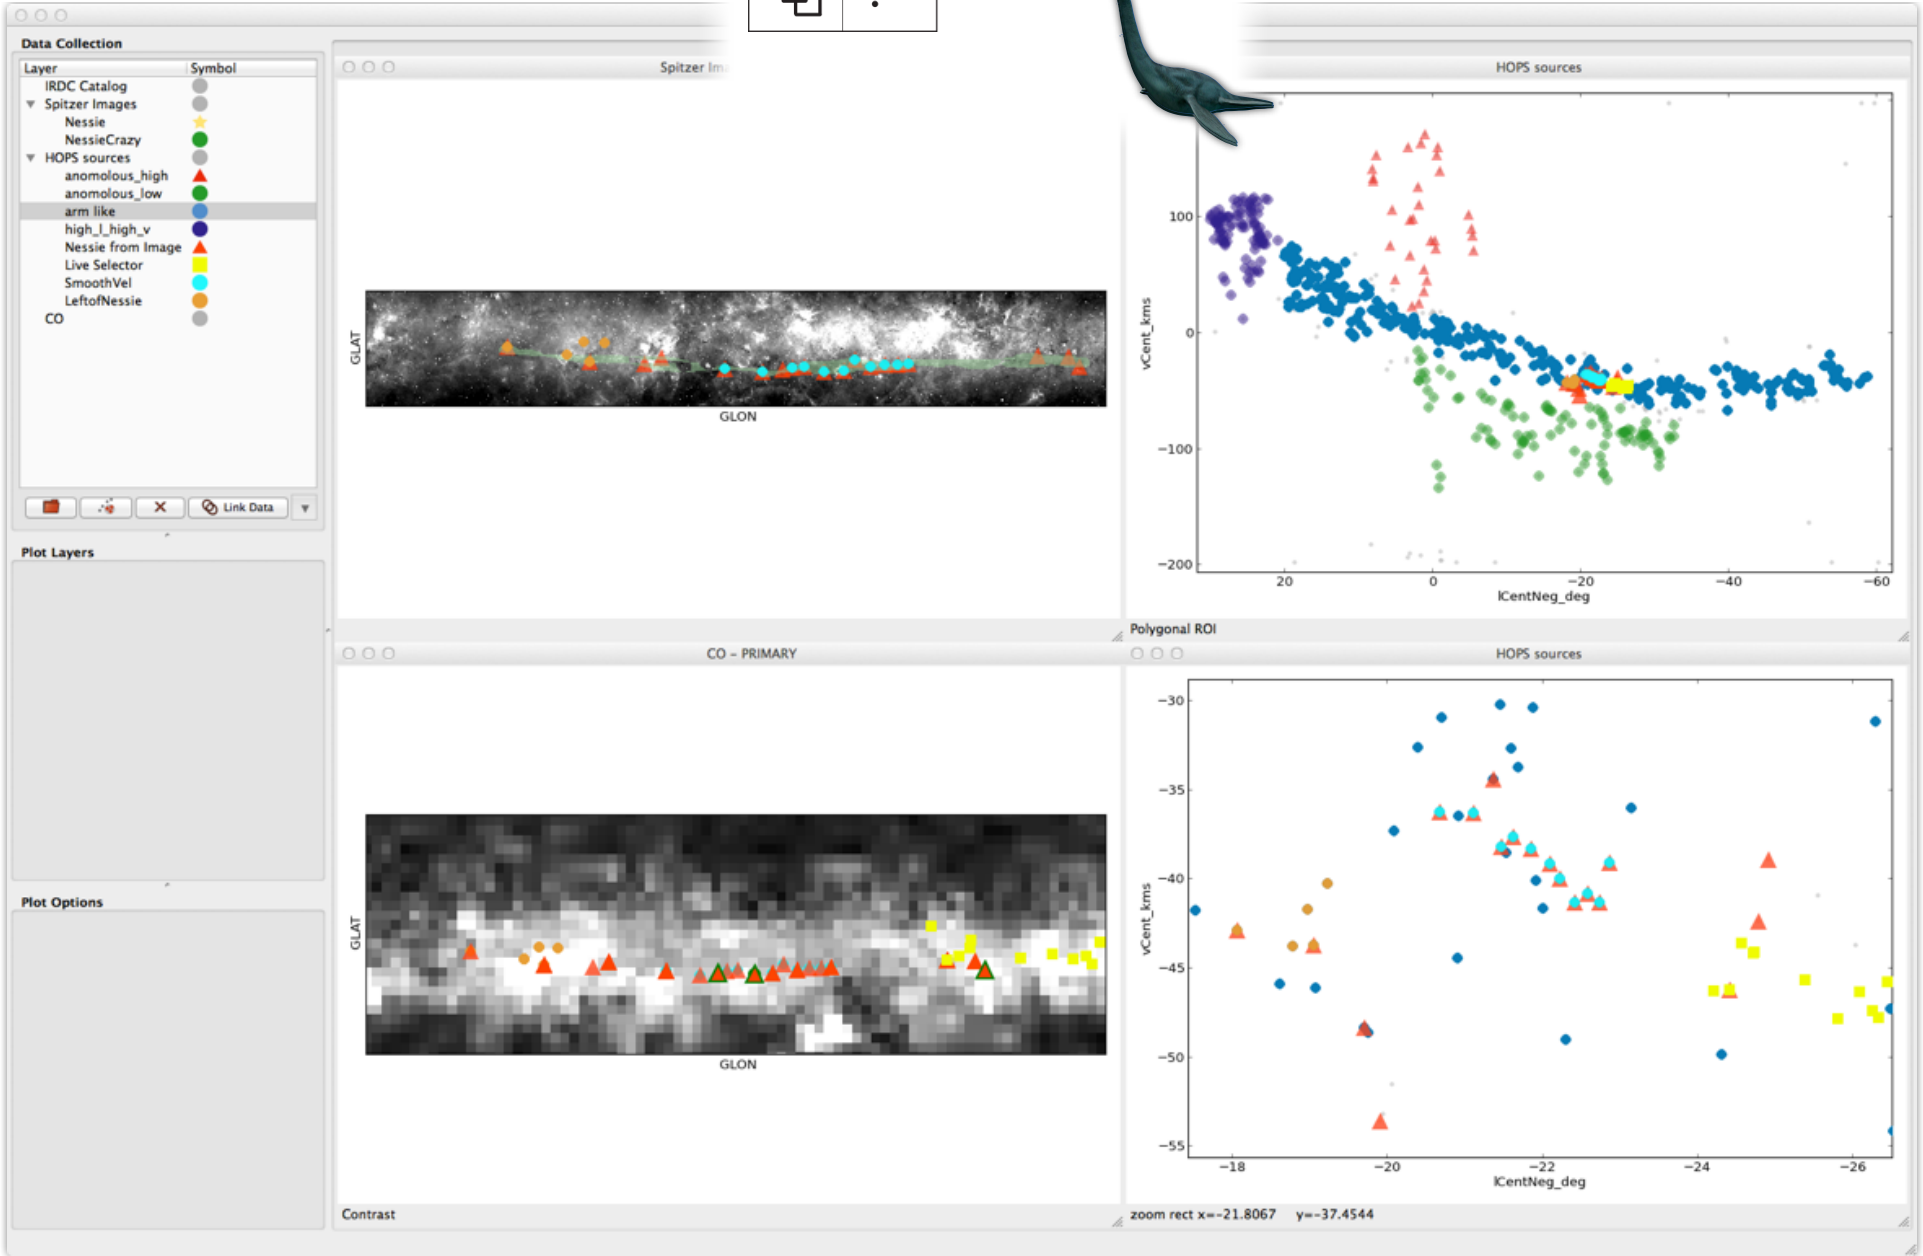 Data Collection
Layer Symbol
IRDC Catalog
Spitzer Images
Nessie
NessieCrazy
HOPS sources
anomolous_high
anomolous_low
arm like
high_l_high_v
Nessie from Image
Live Selector
SmoothVel
LeftofNessie
CO
Link Data
Plot Layers
Plot Options
Spitzer Im
GLAT
GLON
HOPS sources
vCent_kms
100
0
−100
−200
20 0 −20 −40 −60
lCentNeg_deg
Polygonal ROI
CO - PRIMARY
GLAT
GLON
Contrast
HOPS sources
vCent_kms
−30
−35
−40
−45
−50
−55
−18 −20 −22 −24 −26
lCentNeg_deg
zoom rect x=-21.8067 y=-37.4544